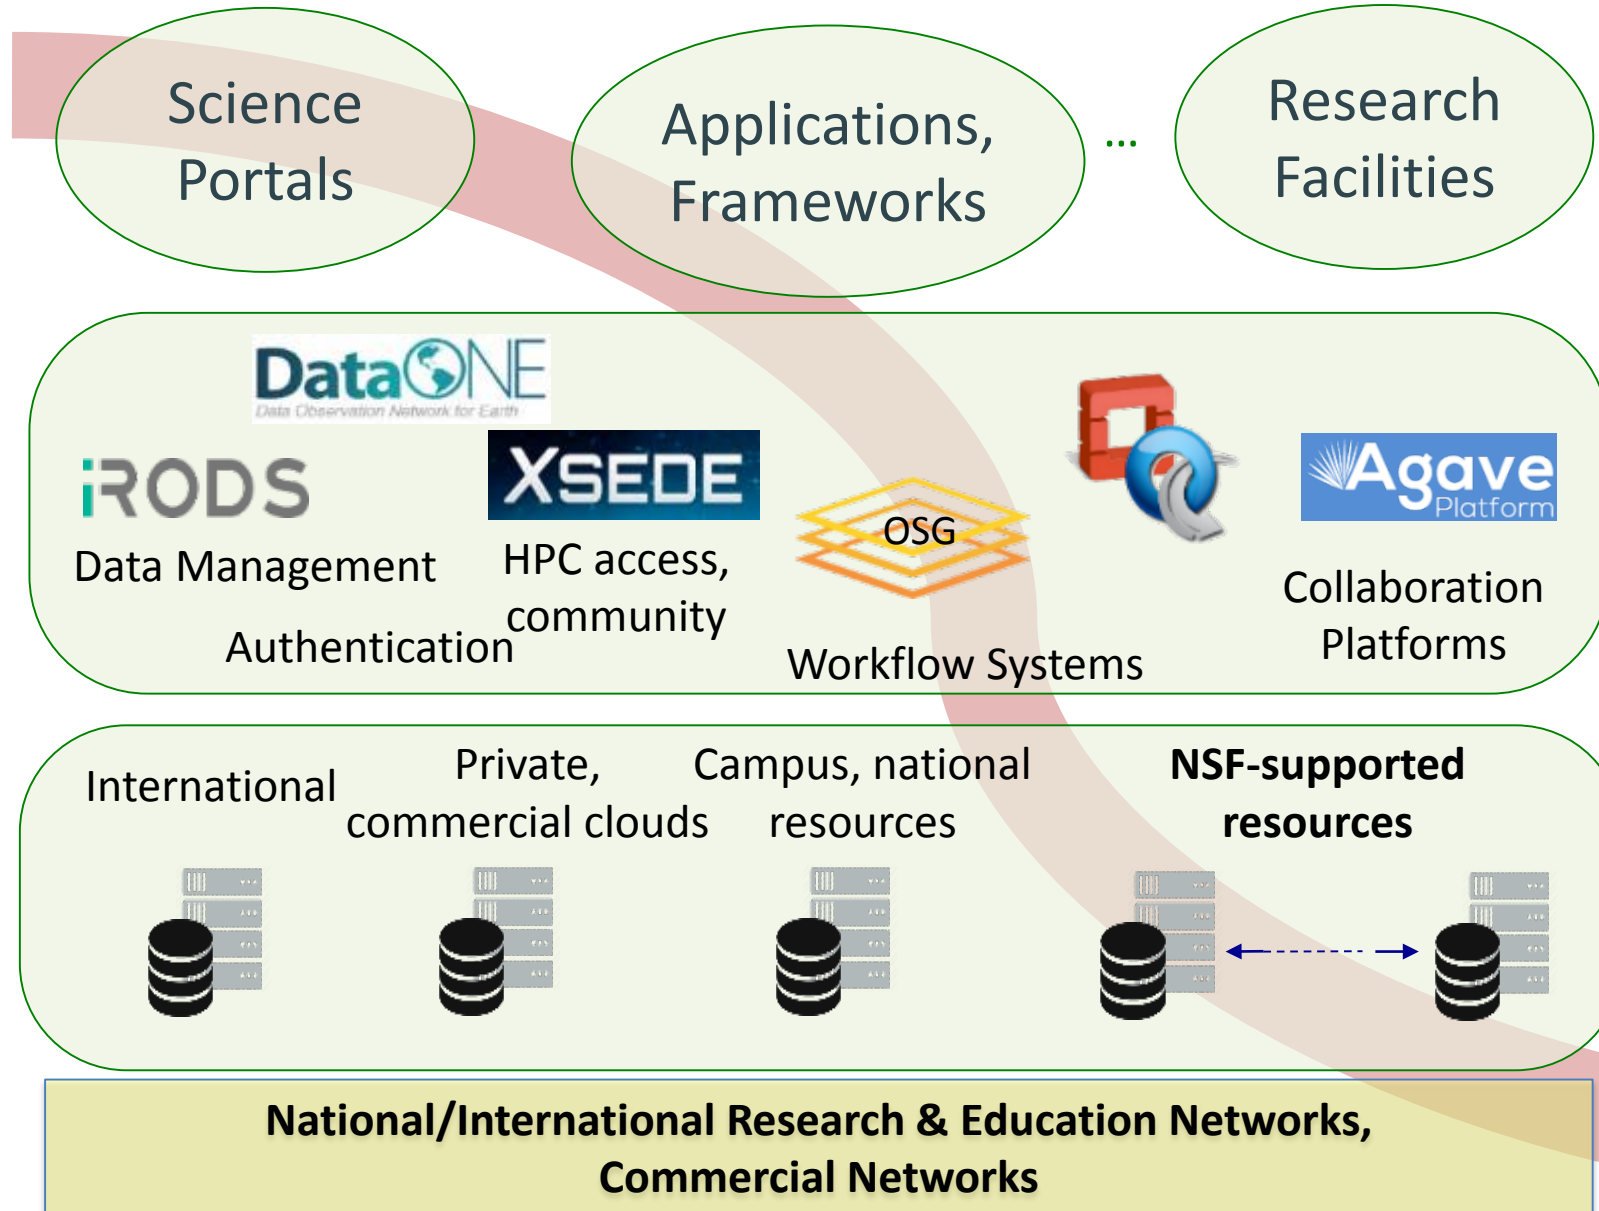 Science
Portals
Applications,
Frameworks
...
Research
Facilities
DataONE
Data Observation Network for Earth
iRODS
Data Management
Authentication
XSEDE
HPC access,
community
OSG
Workflow Systems
Agave
Platform
Collaboration
Platforms
International
Private,
commercial clouds
Campus, national
resources
NSF-supported
resources
National/International Research & Education Networks,
Commercial Networks